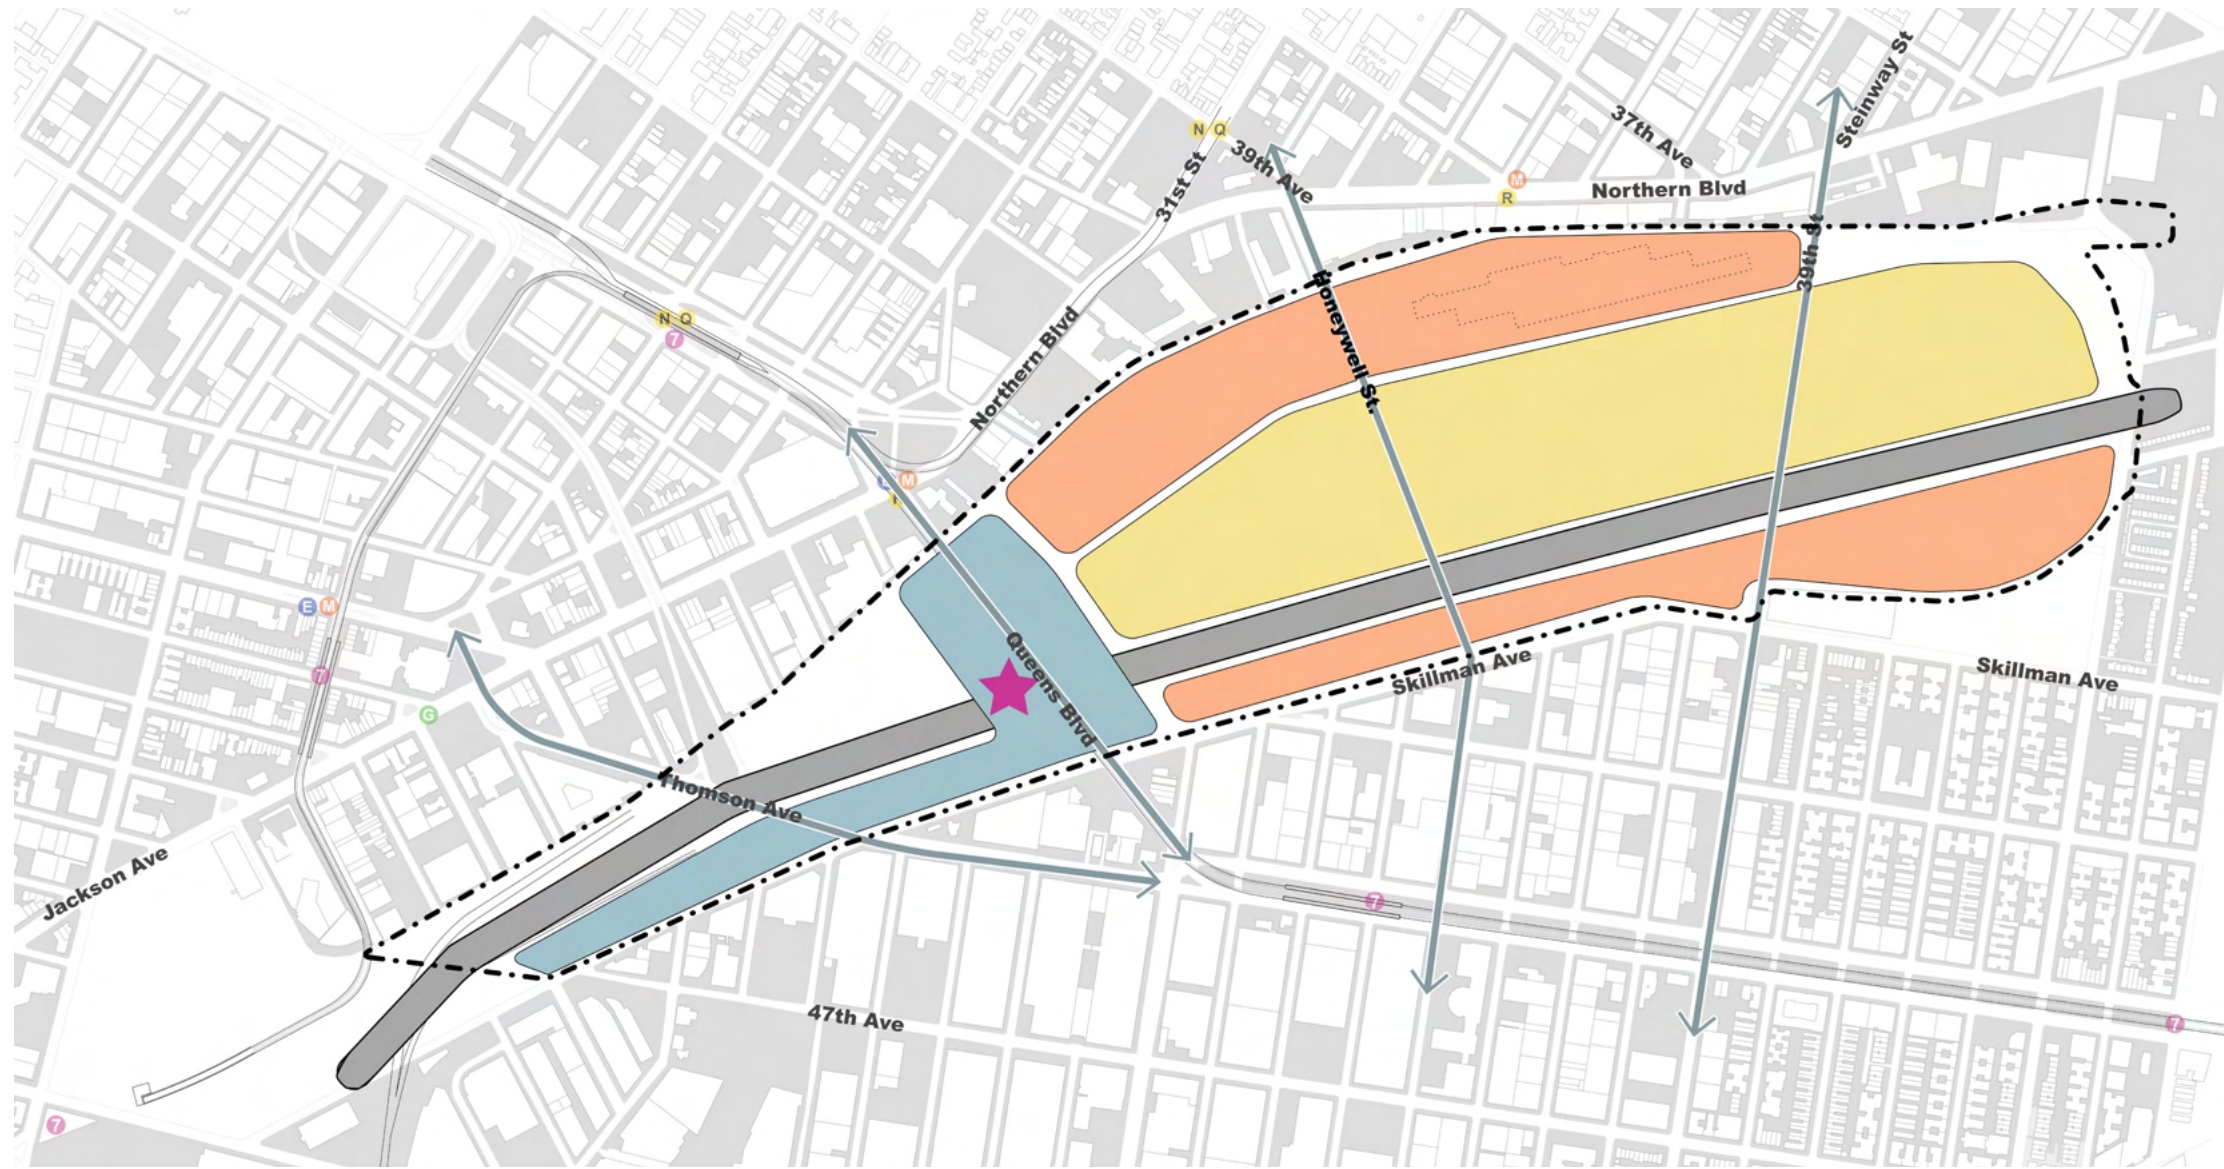 Steinway St
37th Ave
N Q
39th Ave
31st St
M
R
Northern Blvd
39th St
Honeywell St.
N Q
7
Northern Blvd
M
E M
7
G
Queens Blvd
Skillman Ave
Skillman Ave
Thomson Ave
Jackson Ave
7
47th Ave
7
7